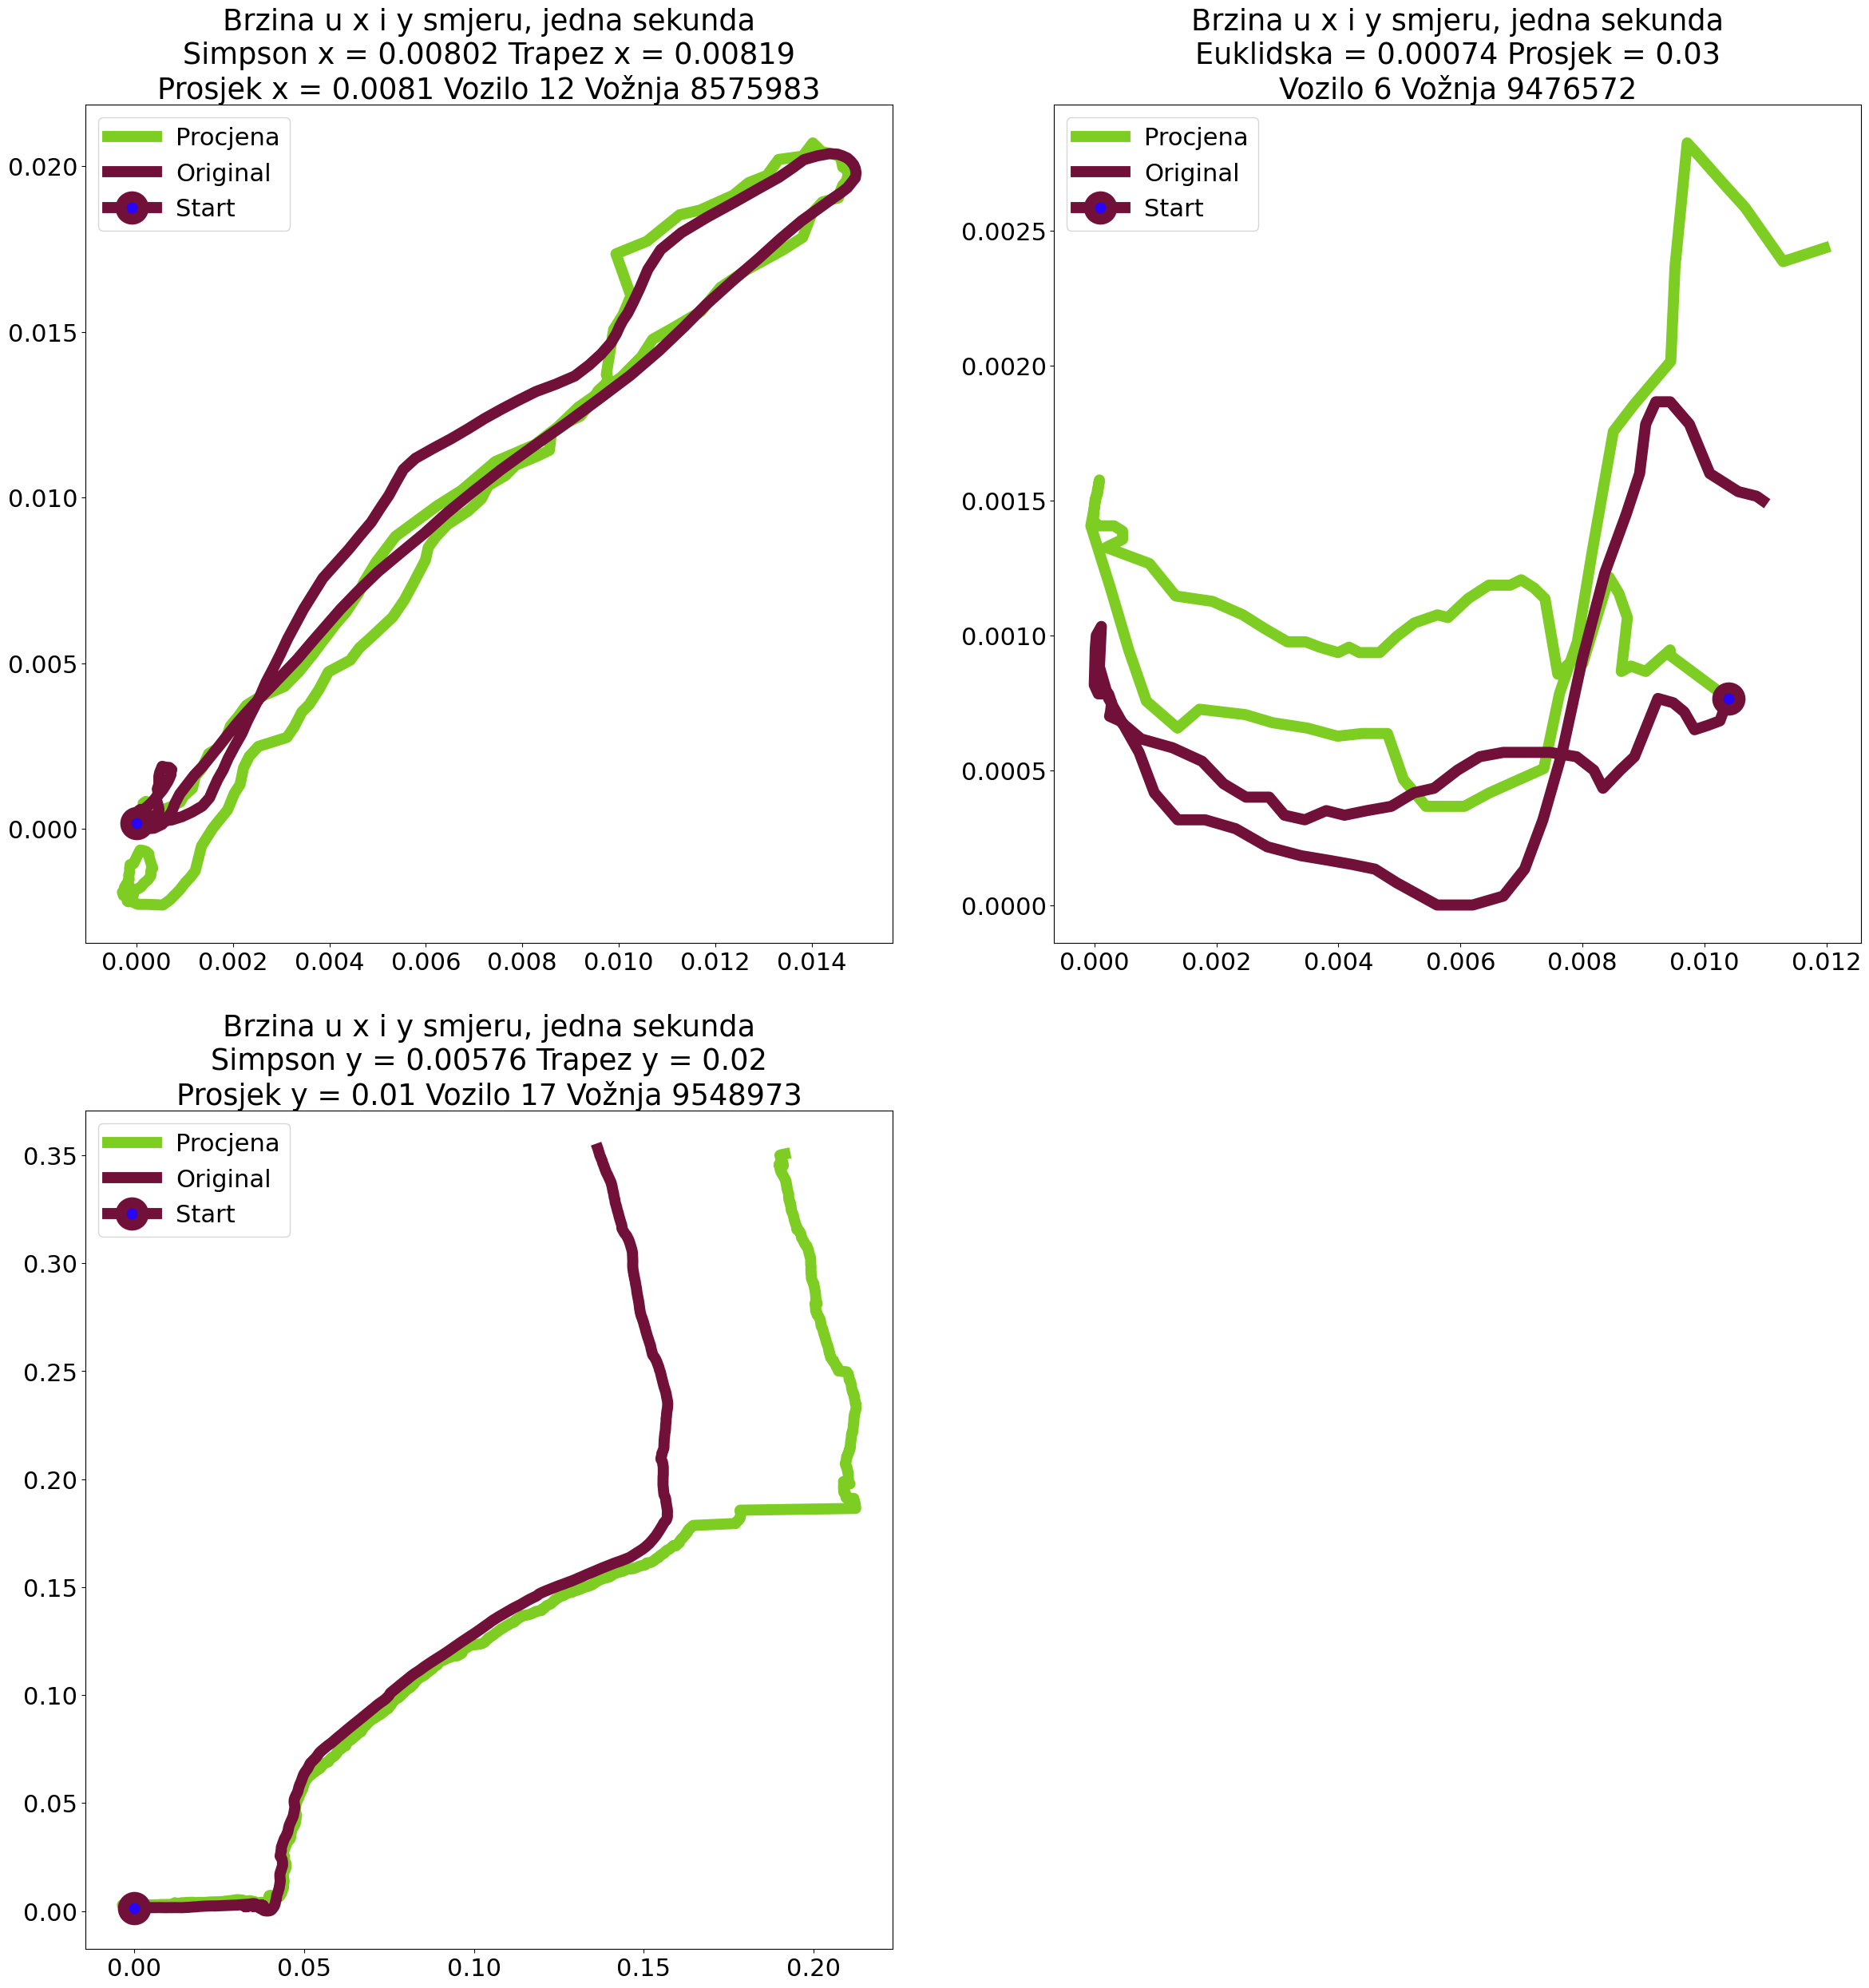 Brzina u x i y smjeru, jedna sekunda
Simpson x = 0.00802 Trapez x = 0.00819
Prosjek x = 0.0081 Vozilo 12 Vožnja 8575983
Procjena
Original
Start
0.020
0.015
0.010
0.005
0.000
0.000 0.002 0.004 0.006 0.008 0.010 0.012 0.014
Brzina u x i y smjeru, jedna sekunda
Euklidska = 0.00074 Prosjek = 0.03
Vozilo 6 Vožnja 9476572
Procjena
Original
Start
0.0025
0.0020
0.0015
0.0010
0.0005
0.0000
0.000 0.002 0.004 0.006 0.008 0.010 0.012
Brzina u x i y smjeru, jedna sekunda
Simpson y = 0.00576 Trapez y = 0.02
Prosjek y = 0.01 Vozilo 17 Vožnja 9548973
Procjena
Original
Start
0.35
0.30
0.25
0.20
0.15
0.10
0.05
0.00
0.00 0.05 0.10 0.15 0.20